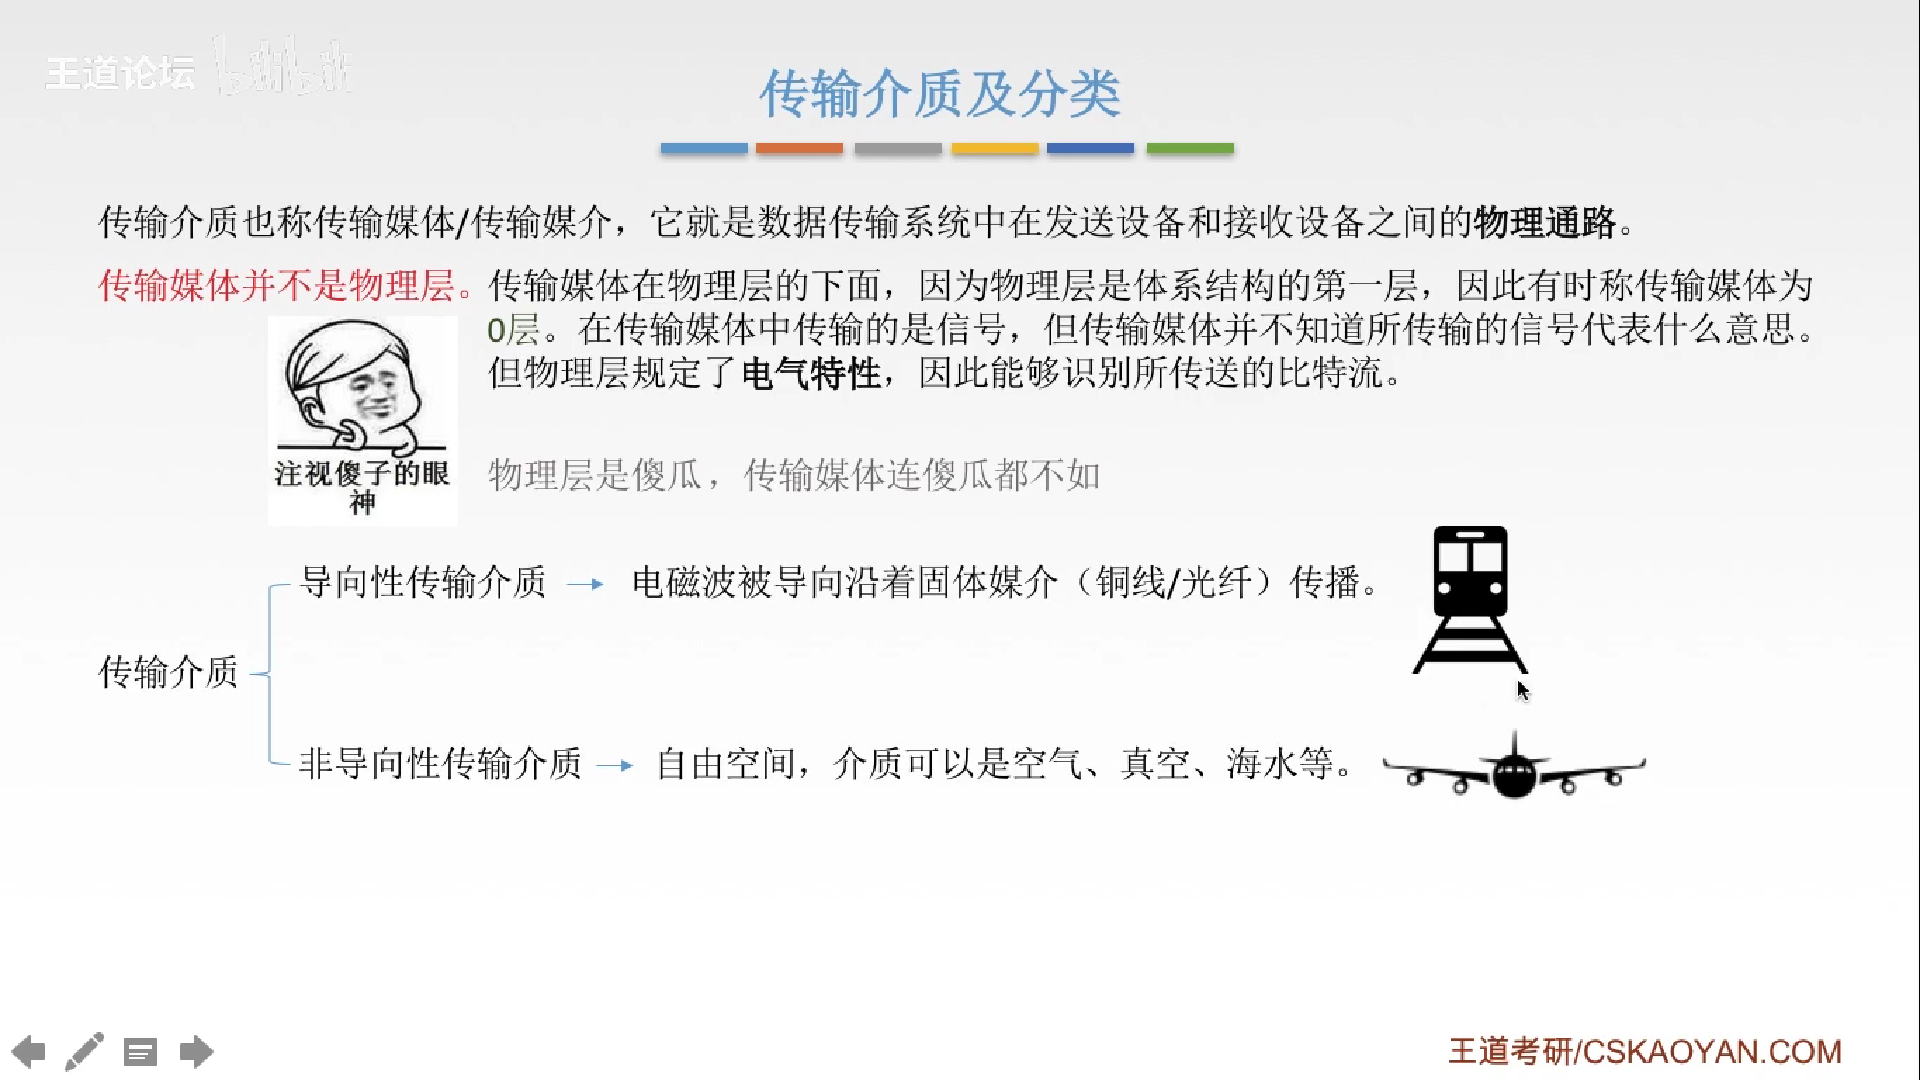 王道论坛 bilibili
传输介质及分类
传输介质也称传输媒体/传输媒介，它就是数据传输系统中在发送设备和接收设备之间的物理通路。
传输媒体并不是物理层。传输媒体在物理层的下面，因为物理层是体系结构的第一层，因此有时称传输媒体为
0层。在传输媒体中传输的是信号，但传输媒体并不知道所传输的信号代表什么意思。
但物理层规定了电气特性，因此能够识别所传送的比特流。
注视傻子的眼
神
物理层是傻瓜，传输媒体连傻瓜都不如
导向性传输介质
电磁波被导向沿着固体媒介（铜线/光纤）传播。
传输介质
非导向性传输介质
自由空间，介质可以是空气、真空、海水等。
王道考研/CSKAOYAN.COM